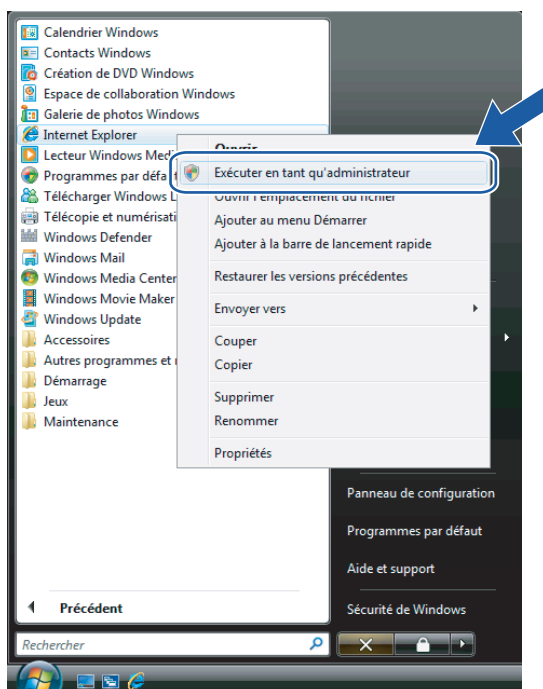 Calendrier Windows
Contacts Windows
Création de DVD Windows
Espace de collaboration Windows
Galerie de photos Windows
Internet Explorer
Lecteur Windows Medi
Programmes par défa
Télécharger Windows L
Télécopie et numérisati
Windows Defender
Windows Mail
Windows Media Center
Windows Movie Maker
Windows Update
Accessoires
Autres programmes et
Démarrage
Jeux
Maintenance
Précédent
Rechercher
Ouvrir
Exécuter en tant qu'administrateur
Ouvrir l'emplacement du fichier
Ajouter au menu Démarrer
Ajouter à la barre de lancement rapide
Restaurer les versions précédentes
Envoyer vers
Couper
Copier
Supprimer
Renommer
Propriétés
Panneau de configuration
Programmes par défaut
Aide et support
Sécurité de Windows